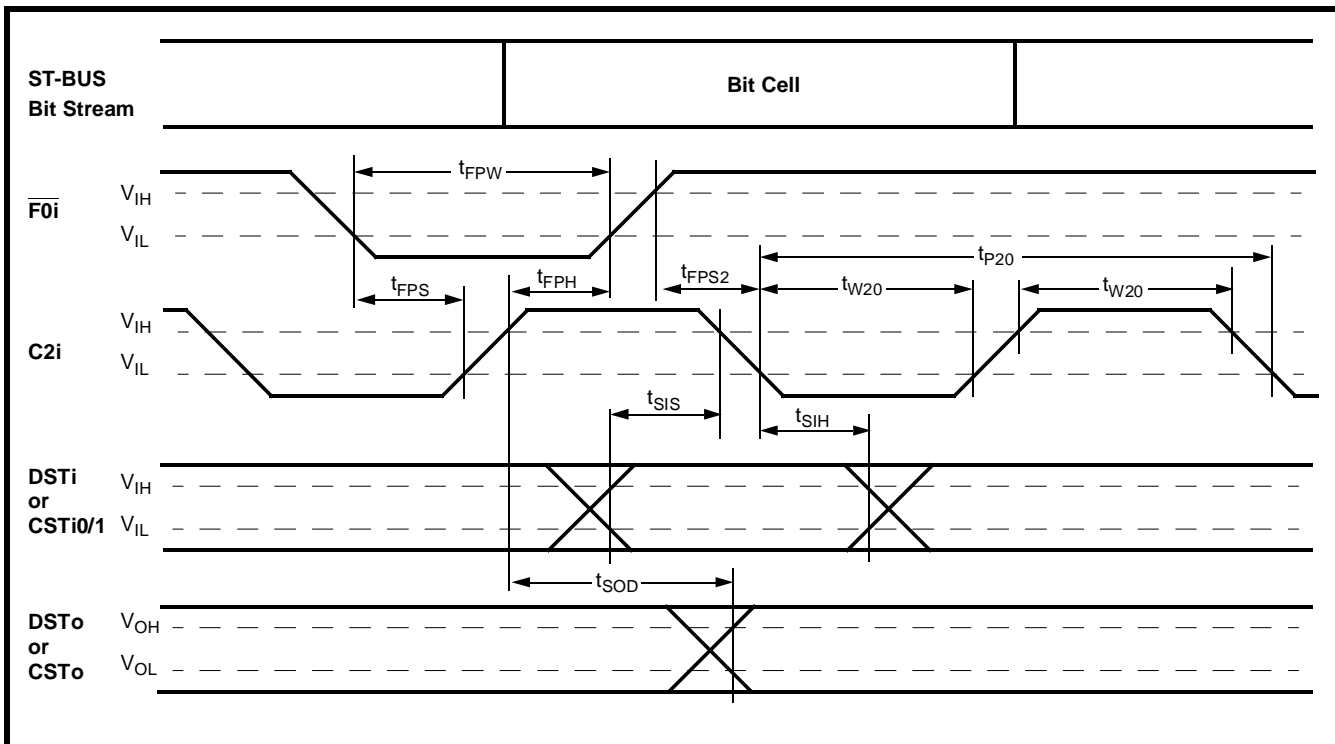 ST-BUS
Bit Stream
Bit Cell
F0i
VIH
VIL
tFPW
tFPS
tFPH
tFPS2
tP20
tW20
tW20
C2i
VIH
VIL
tSIS
tSIH
DSTi
or
CSTi0/1
VIH
VIL
tSOD
DSTo
or
CSTo
VOH
VOL